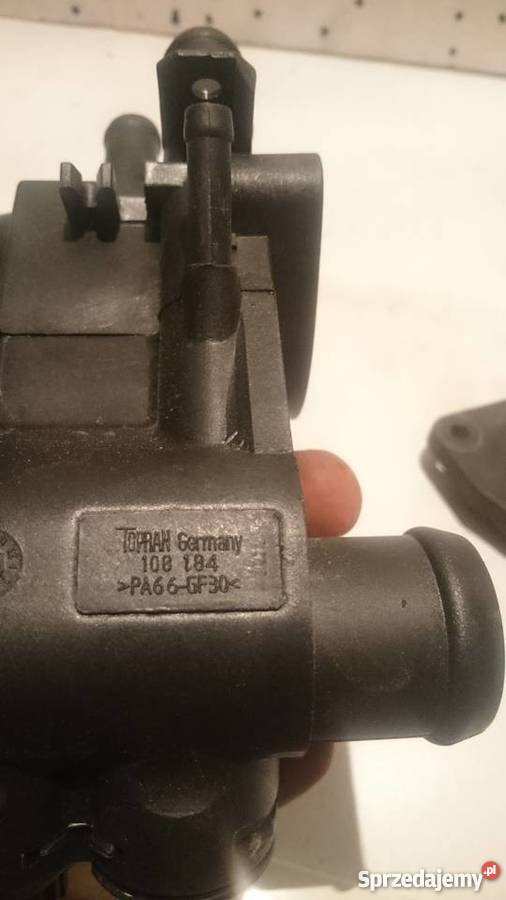 TOPRAN Germany
108 184
>PA66-GF30<
Sprzedajemy.pl